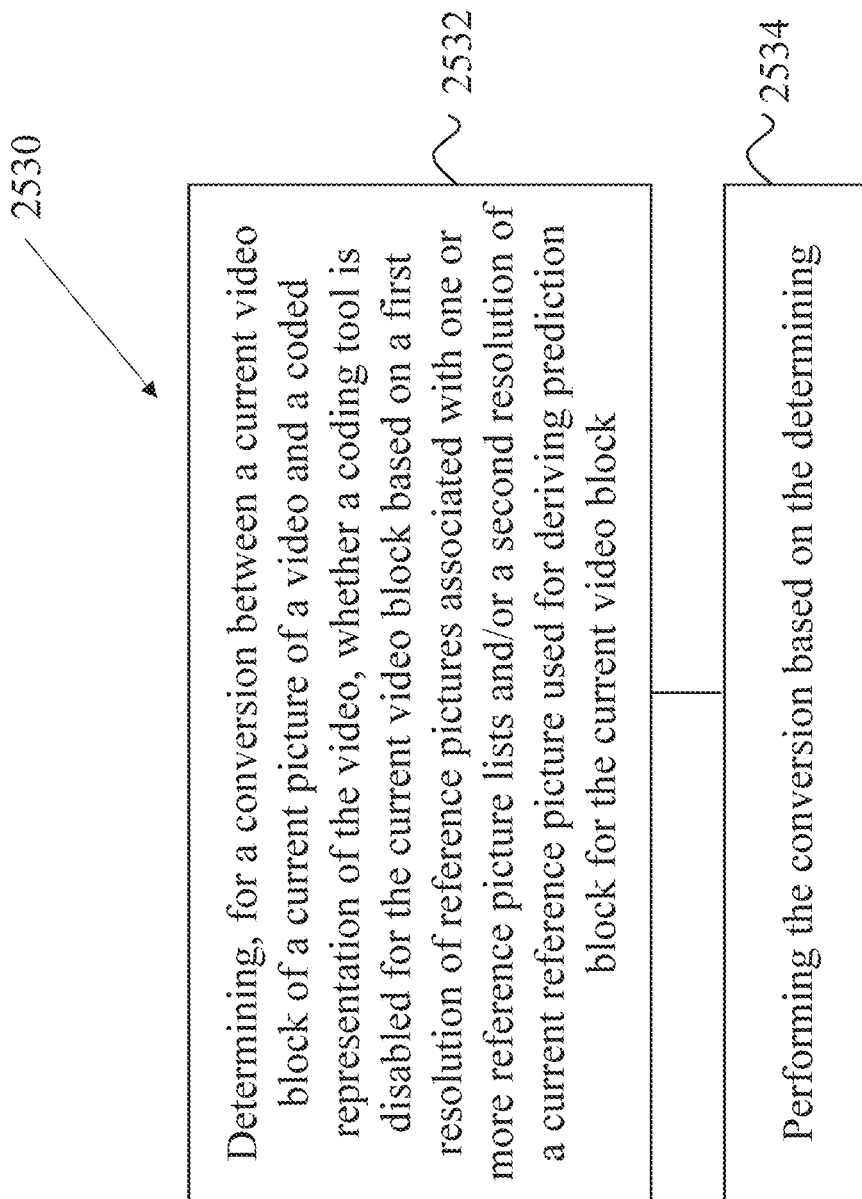 2530
Determining, for a conversion between a current video
block of a current picture of a video and a coded
representation of the video, whether a coding tool is
disabled for the current video block based on a first
resolution of reference pictures associated with one or
more reference picture lists and/or a second resolution of
a current reference picture used for deriving prediction
block for the current video block
2532
Performing the conversion based on the determining
2534